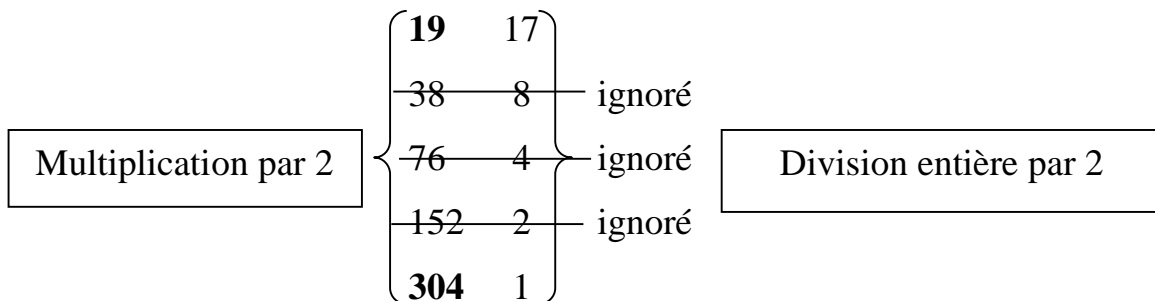 19 17
38 8 ignoré
Multiplication par 2 76 4 ignoré Division entière par 2
152 2 ignoré
304 1